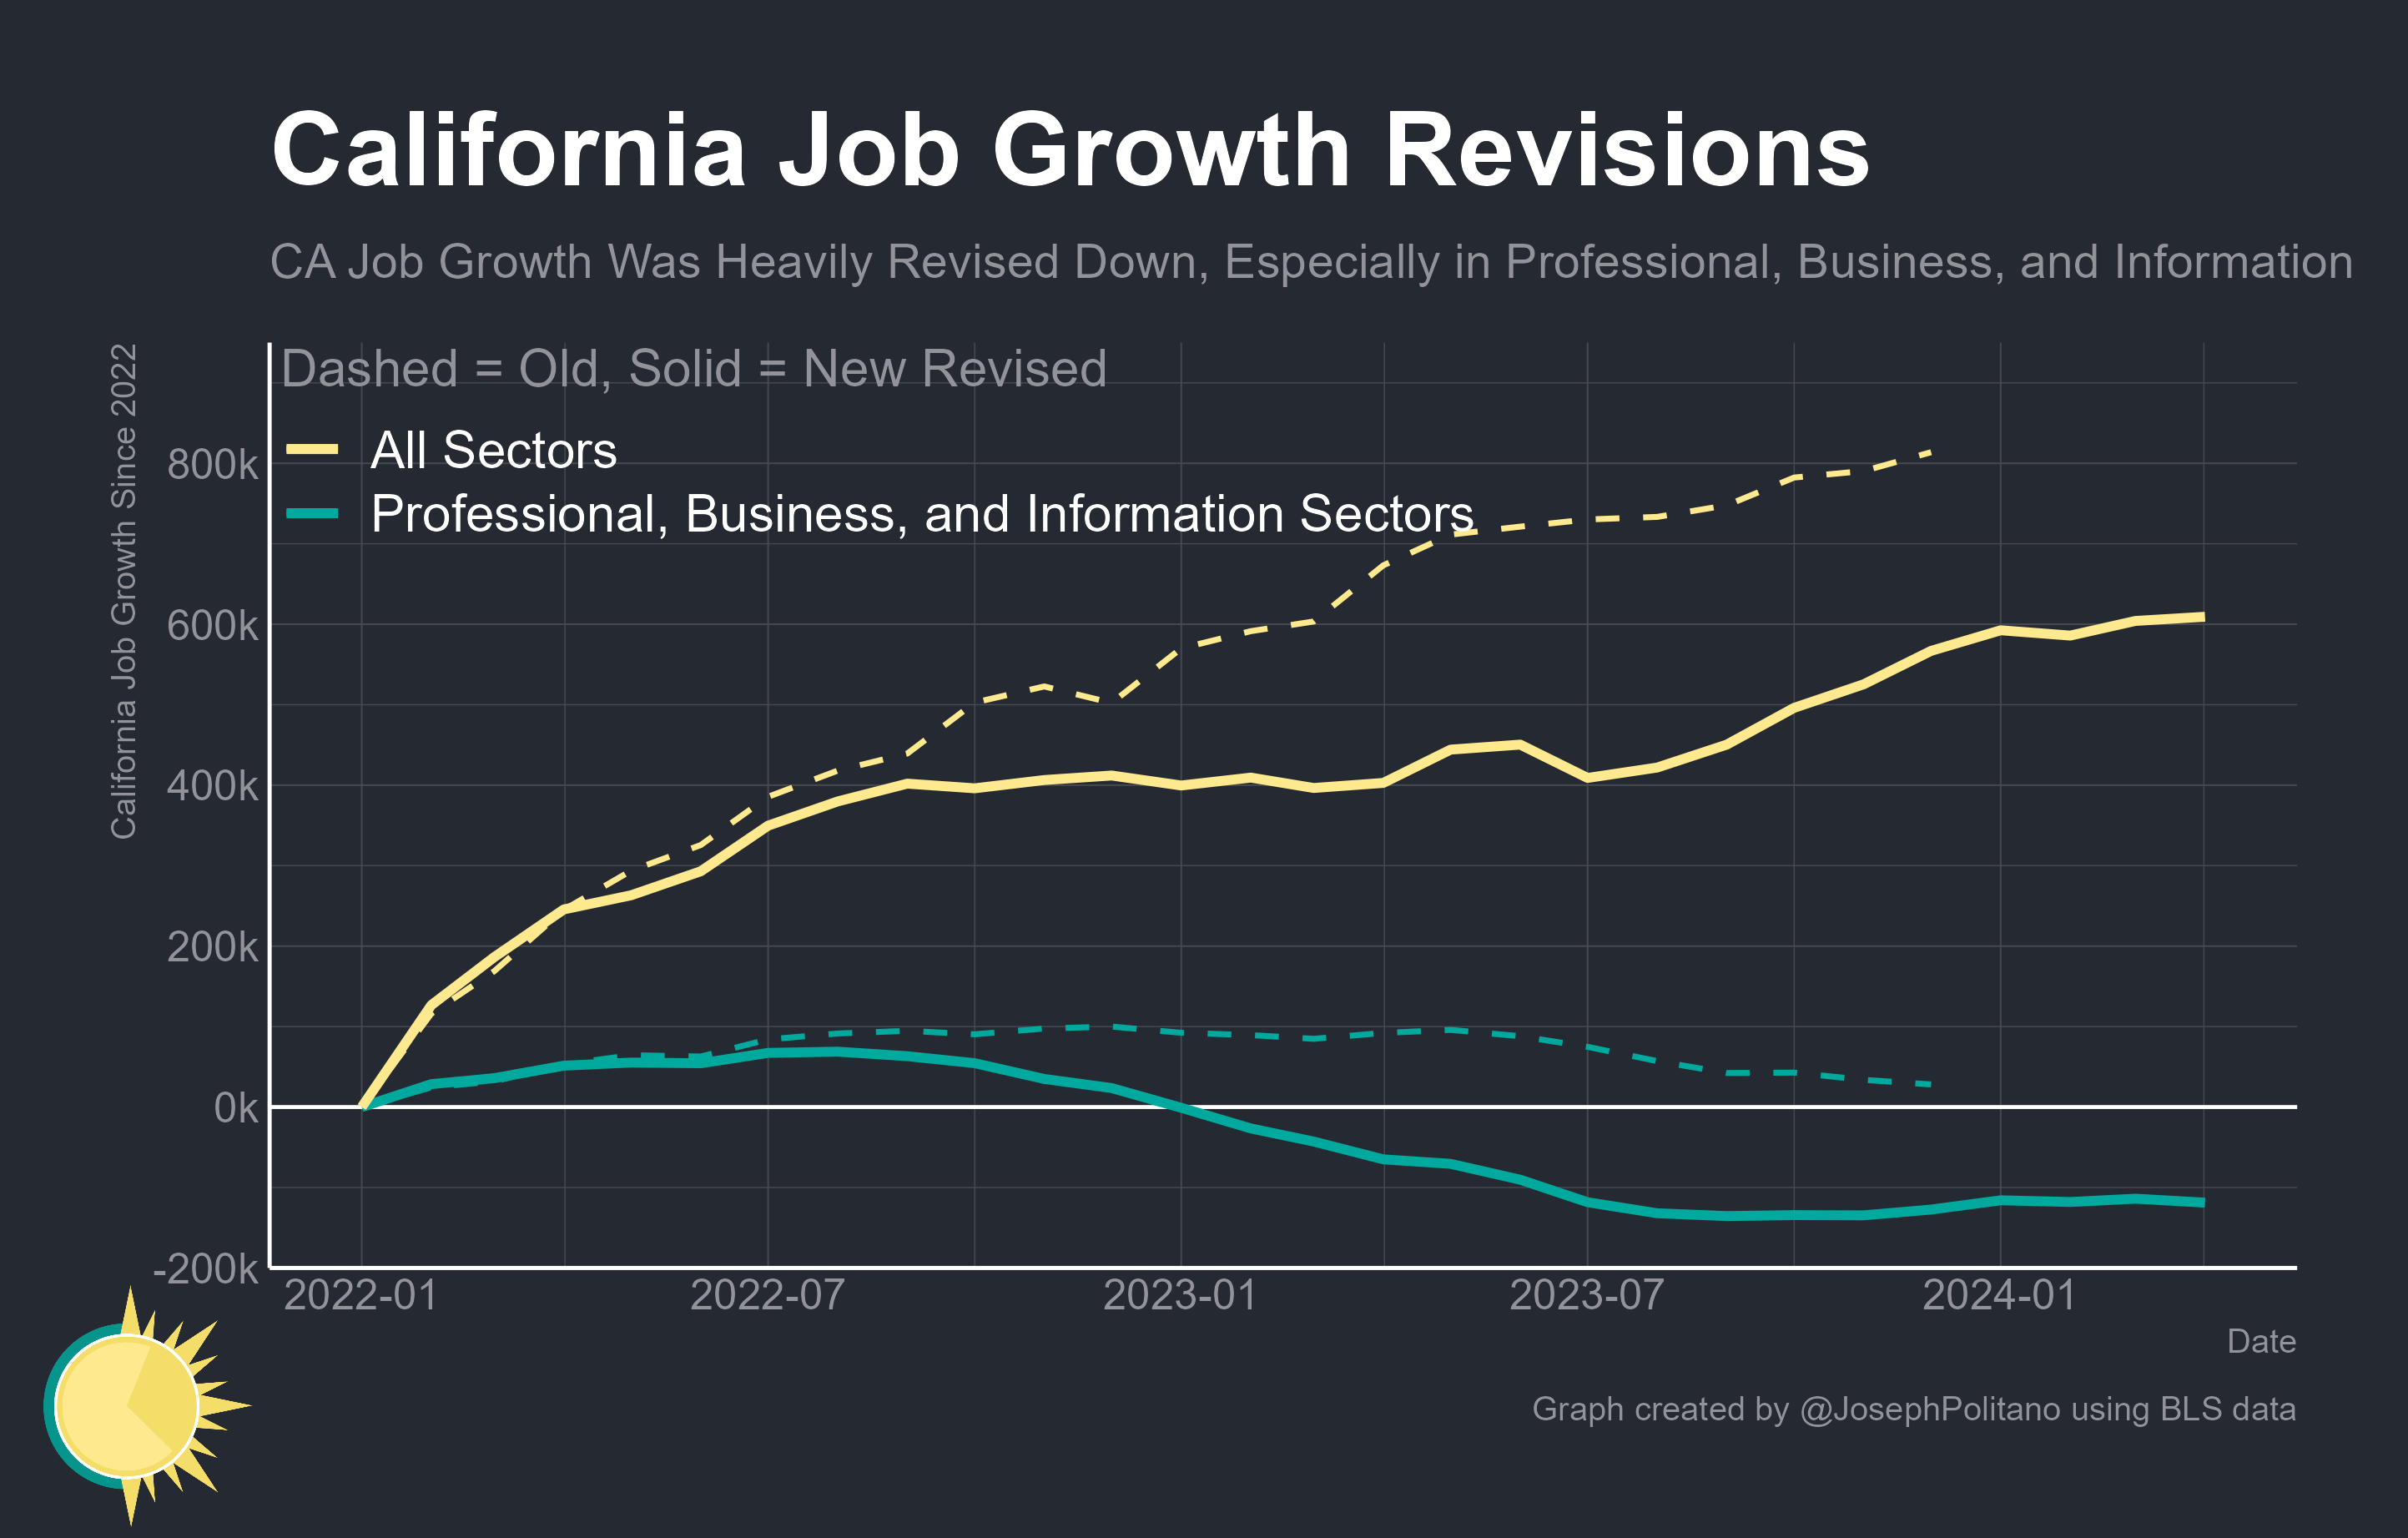 California Job Growth Revisions
CA Job Growth Was Heavily Revised Down, Especially in Professional, Business, and Information
California Job Growth Since 2022
Dashed = Old, Solid = New Revised
All Sectors
Professional, Business, and Information Sectors
800k
600k
400k
200k
0k
-200k
2022-01 2022-07 2023-01 2023-07 2024-01
Date
Graph created by @JosephPolitano using BLS data